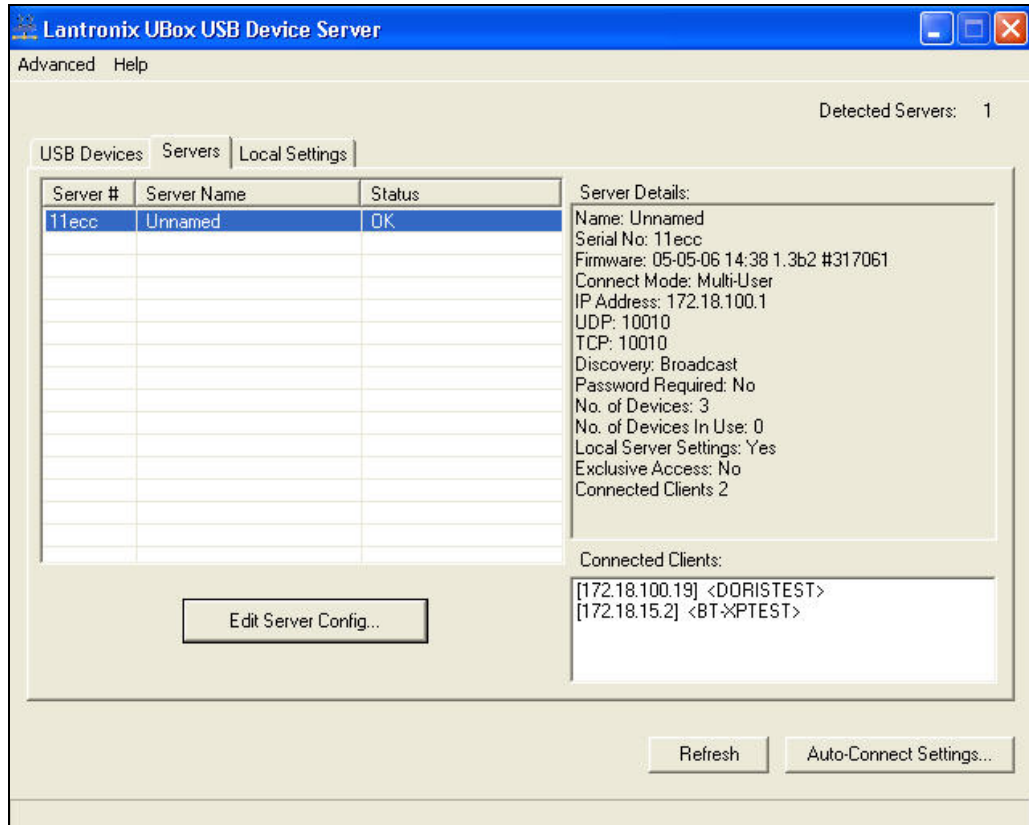 Lantronix UBox USB Device Server
Advanced Help
Detected Servers: 1
USB Devices Servers Local Settings
Server # Server Name Status
11ecc Unnamed OK
Server Details:
Name: Unnamed
Serial No: 11ecc
Firmware: 05-05-06 14:38 1.3b2 #317061
Connect Mode: Multi-User
IP Address: 172.18.100.1
UDP: 10010
TCP: 10010
Discovery: Broadcast
Password Required: No
No. of Devices: 3
No. of Devices In Use: 0
Local Server Settings: Yes
Exclusive Access: No
Connected Clients 2
Connected Clients:
[172.18.100.19] <DORISTEST>
[172.18.15.2] <BT-XPTEST>
Edit Server Config...
Refresh Auto-Connect Settings...